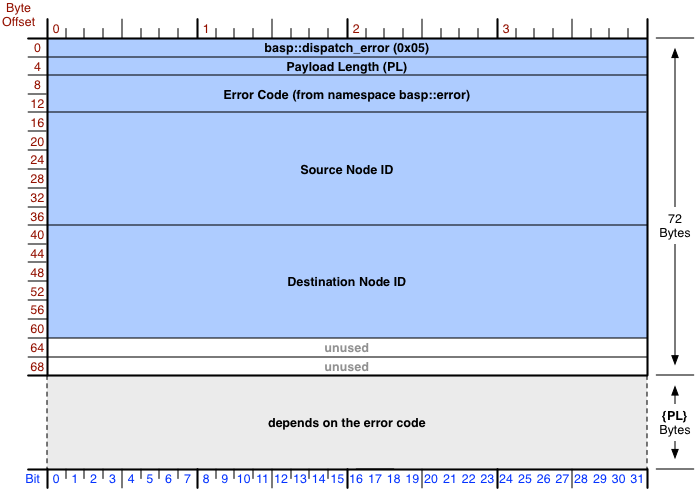 Byte
Offset
0 1 2 3
0 basp::dispatch_error (0x05)
4 Payload Length (PL)
8
Error Code (from namespace basp::error)
12
16
20
24
Source Node ID
28
32
36
72
Bytes
40
44
48
Destination Node ID
52
56
60
64 unused
68 unused
depends on the error code
{PL}
Bytes
Bit 0 1 2 3 4 5 6 7 8 9 10 11 12 13 14 15 16 17 18 19 20 21 22 23 24 25 26 27 28 29 30 31